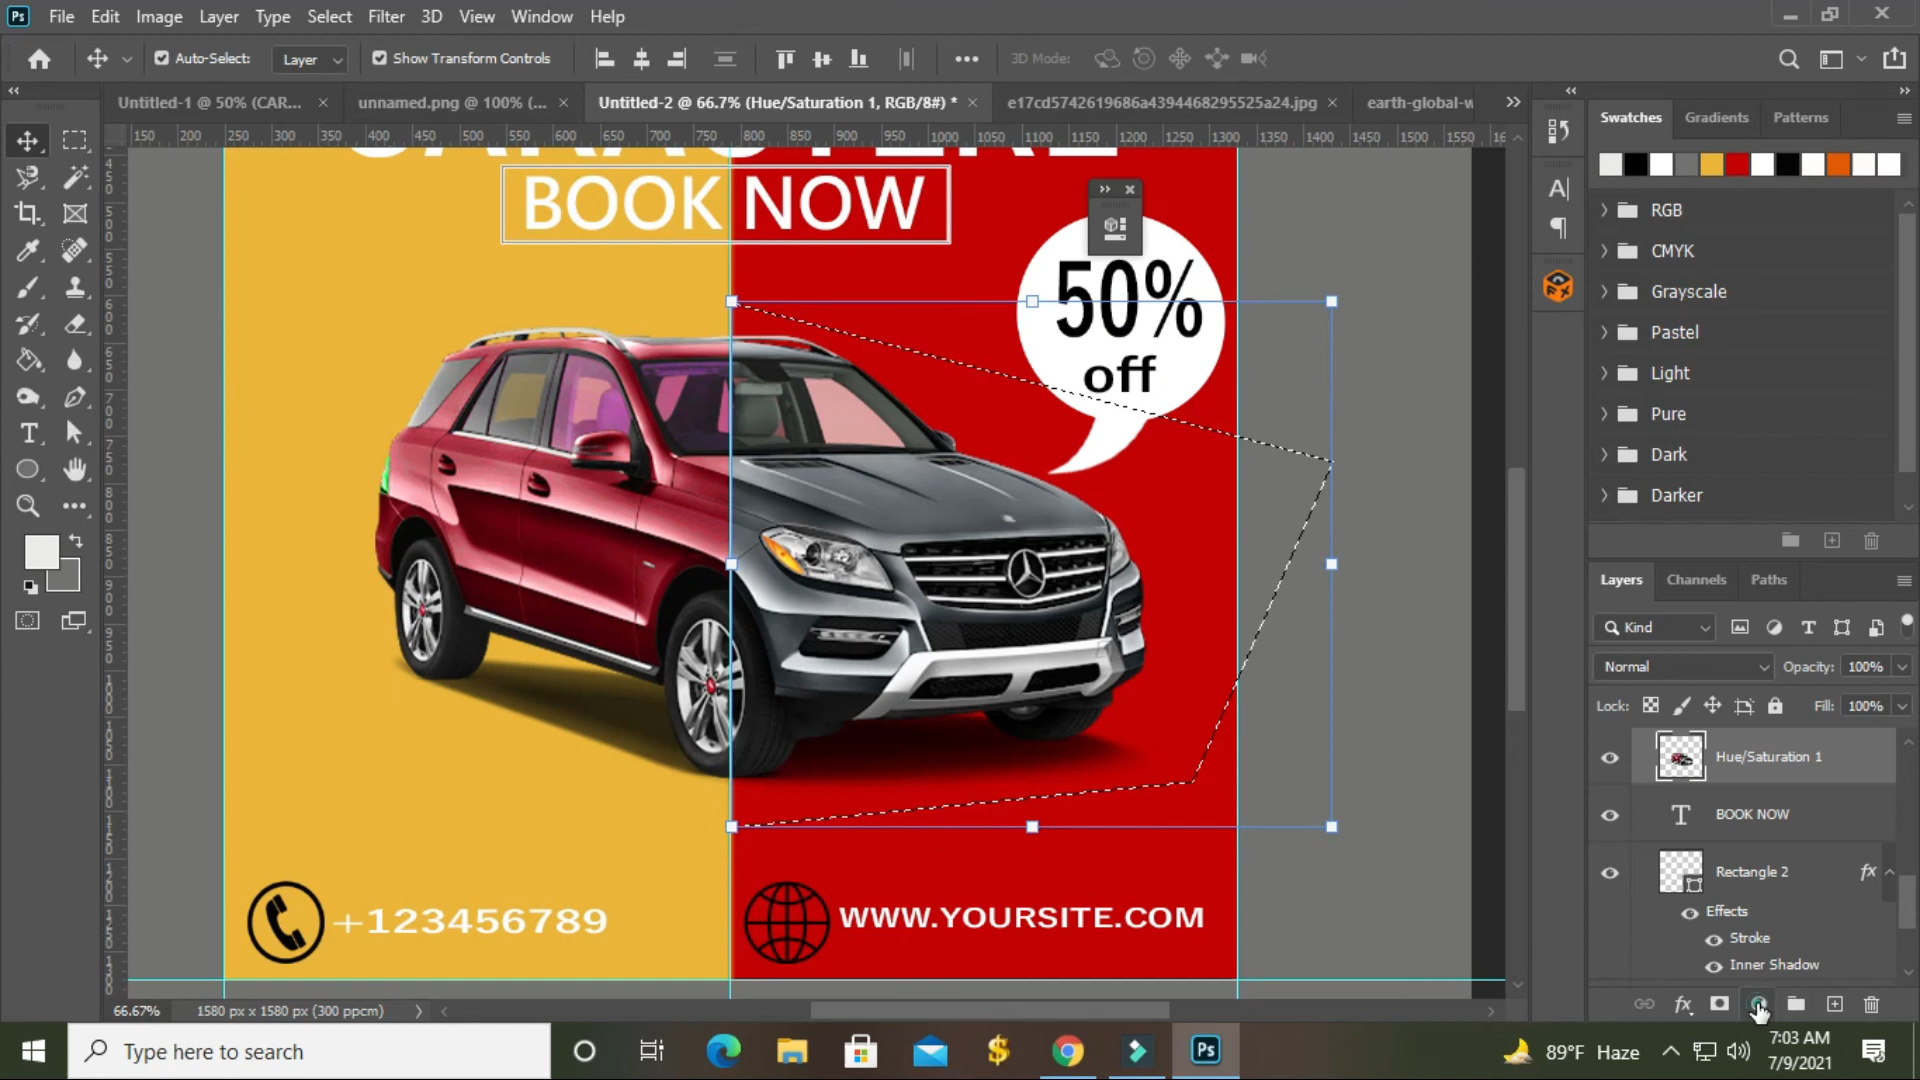 Ps File Edit Image Layer Type Select Filter 3D View Window Help
Auto-Select: Layer Show Transform Controls 3D Mode:
Untitled-1 @ 50% (CAR... × unnamed.png @ 100% (... × Untitled-2 @ 66.7% (Hue/Saturation 1, RGB/8#) * × e17cd5742619686a4394468295525a24.jpg × earth-global-w
150 200 250 300 350 400 450 500 550 600 650 700 750 800 850 900 950 1000 1050 1100 1150 1200 1250 1300 1350 1400 1450 1500 1550
BOOK NOW
50%
off
+123456789
WWW.YOURSITE.COM
Swatches Gradients Patterns
RGB
CMYK
Grayscale
Pastel
Light
Pure
Dark
Darker
Layers Channels Paths
Kind
Normal Opacity: 100%
Lock: Fill: 100%
Hue/Saturation 1
BOOK NOW
Rectangle 2 fx
Effects
Stroke
Inner Shadow
66.67% 1580 px x 1580 px (300 ppcm)
Type here to search
Ps
89°F Haze
7:03 AM
7/9/2021